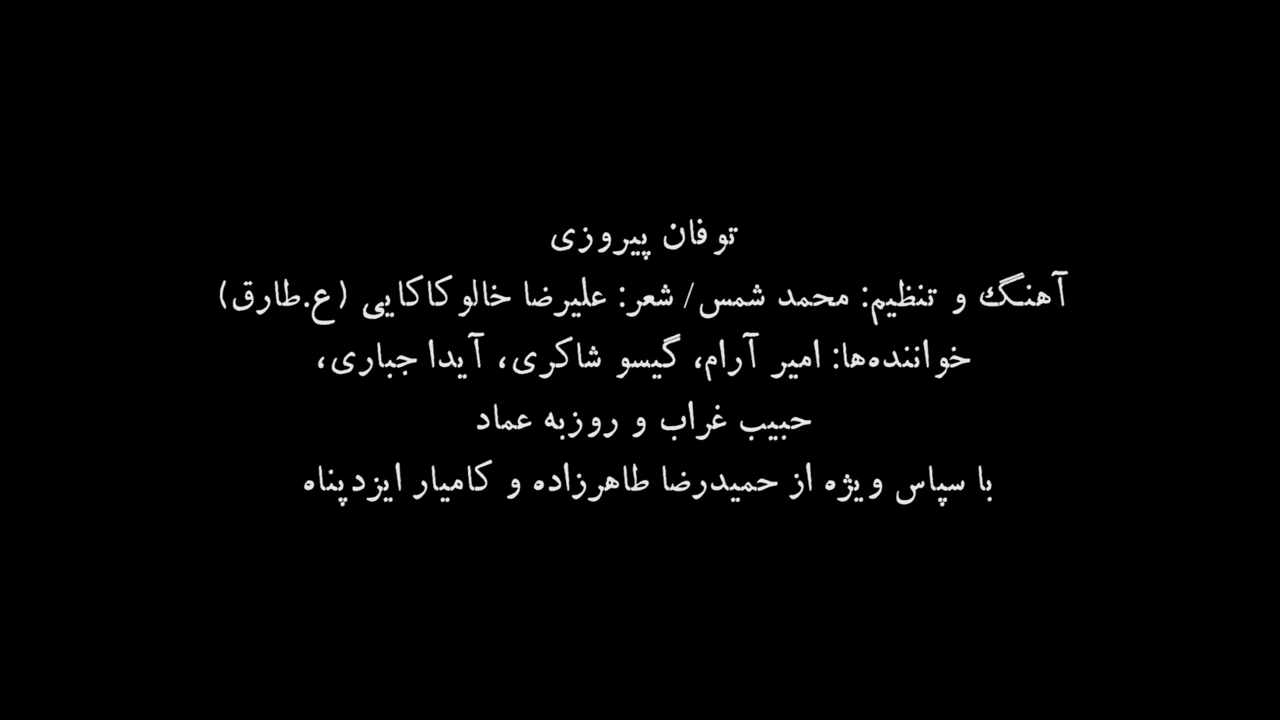 توفان پیروزی
آهنگ و تنظیم: محمد شمس/ شعر: علیرضا خالوکاکایی (ع.طارق)
خواننده‌ها: امیر آرام، گیسو شاکری، آیدا جباری،
حبیب غراب و روزبه عماد
با سپاس ویژه از حمیدرضا طاهرزاده و کامیار ایزدپناه